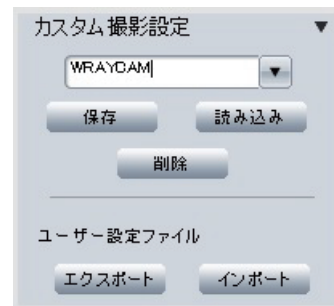 カスタム撮影設定
WRAYCAM
保存
読み込み
削除
ユーザー設定ファイル
エクスポート
インポート